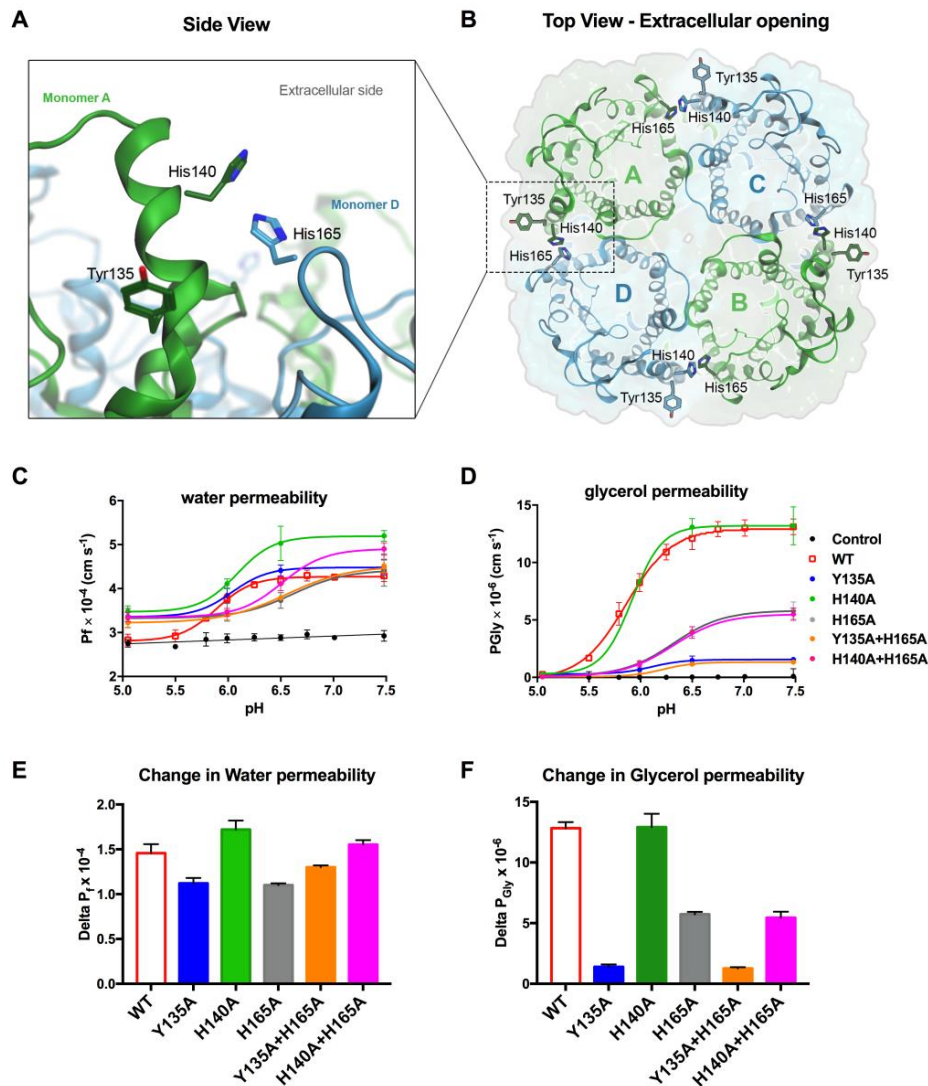 A
Side View
Monomer A
Extracellular side
His140
Monomer D
His165
Tyr135
B
Top View - Extracellular opening
Tyr135
His140
His165
A
C
Tyr135
His165
His140
His140
His165
Tyr135
D
B
His140
Tyr135
His165
C
water permeability
Pf × 10⁻⁴ (cm s⁻¹)
6
5
4
3
2
5.0 5.5 6.0 6.5 7.0 7.5
pH
D
glycerol permeability
PGly × 10⁻⁶ (cm s⁻¹)
15
10
5
0
5.0 5.5 6.0 6.5 7.0 7.5
pH
Control
WT
Y135A
H140A
H165A
Y135A+H165A
H140A+H165A
E
Change in Water permeability
Delta Pf x 10⁻⁴
2.0
1.5
1.0
0.5
0.0
WT
Y135A
H140A
H165A
Y135A+H165A
H140A+H165A
F
Change in Glycerol permeability
Delta PGly x 10⁻⁶
15
10
5
0
WT
Y135A
H140A
H165A
Y135A+H165A
H140A+H165A